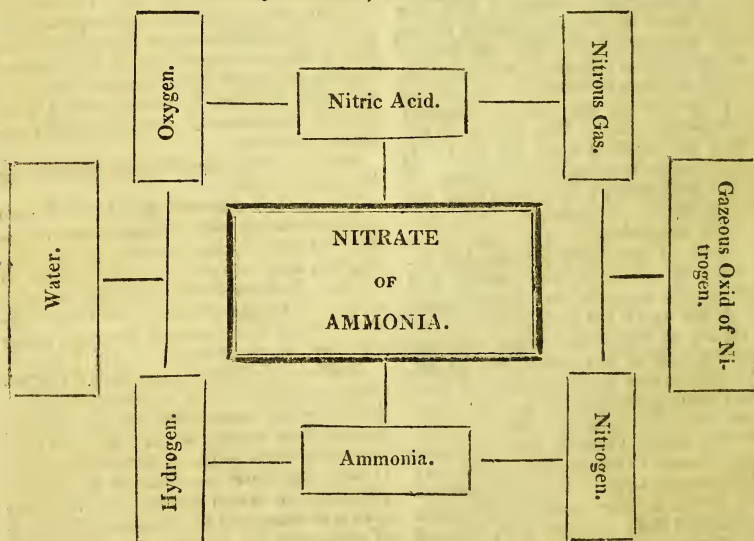 Oxygen.
Nitric Acid.
Nitrous Gas.
Water.
NITRATE
OF
AMMONIA.
Gazeous Oxid of Ni-
trogen.
Hydrogen.
Ammonia.
Nitrogen.